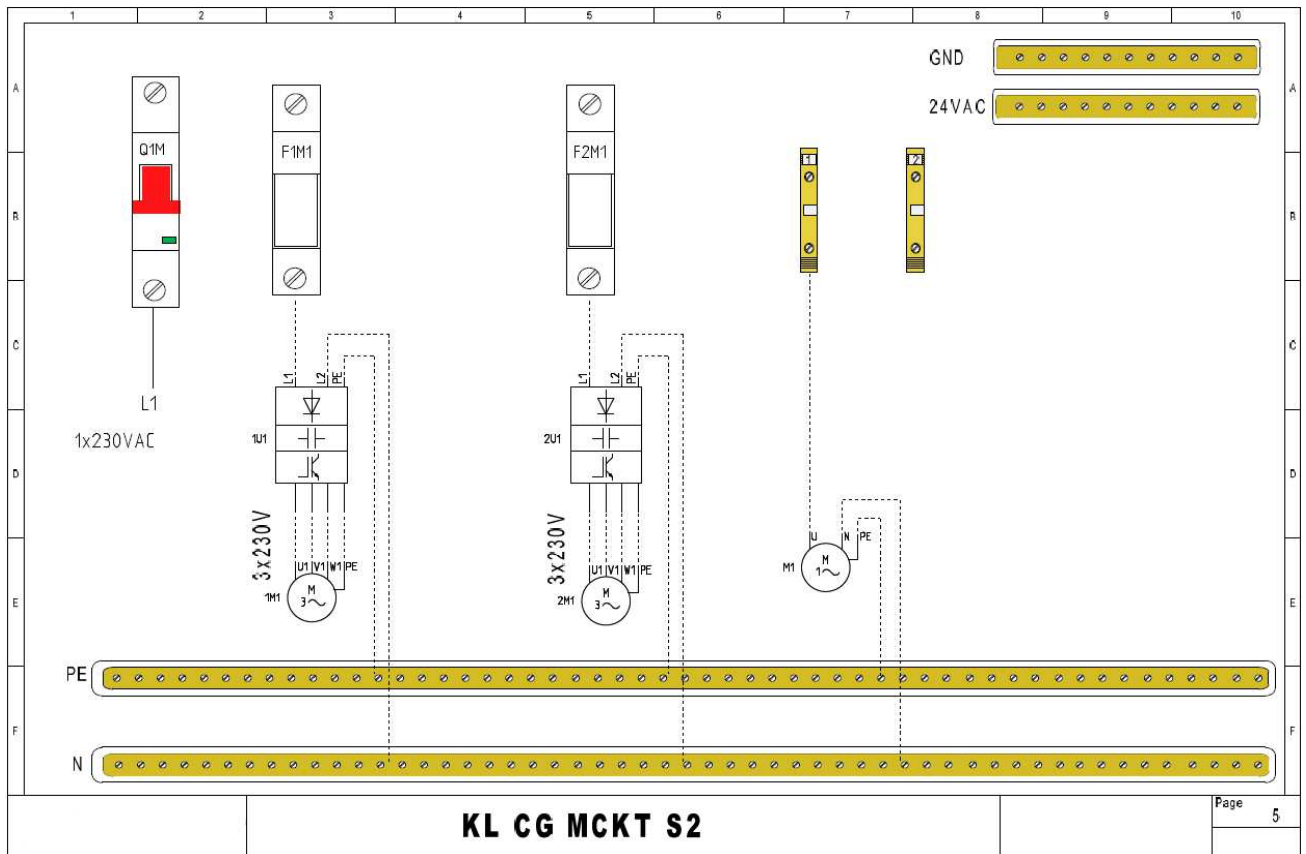 1 2 3 4 5 6 7 8 9 10
GND
A A
24VAC
Q1M F1M1 F2M1
1 2
B B
C C
L1 L2 PE L1 L2 PE
L1
1x230VAC 1U1 2U1
D D
3x230V 3x230V
U N PE
U1 V1 W1 PE U1 V1 W1 PE
M1 M 1~
1M1 M 3~ 2M1 M 3~
E E
PE
F F
N
KL CG MCKT S2
Page 5